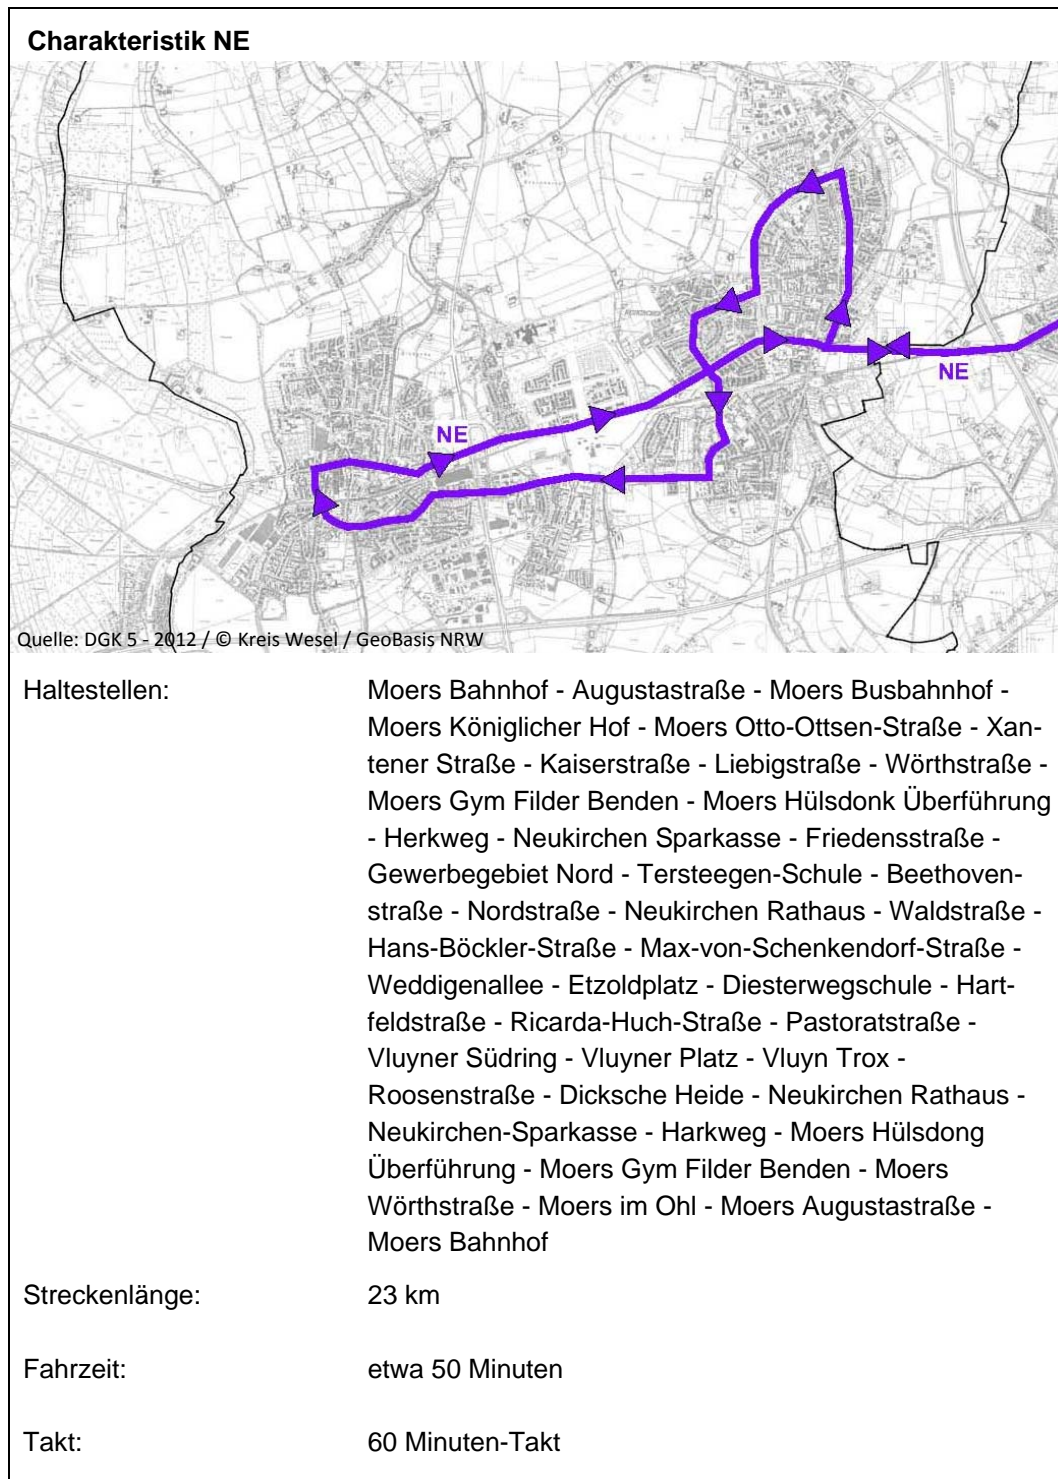 Charakteristik NE
NE
NE
Quelle: DGK 5 - 2012 / © Kreis Wesel / GeoBasis NRW
Haltestellen: Moers Bahnhof - Augustastraße - Moers Busbahnhof -
Moers Königlicher Hof - Moers Otto-Ottsen-Straße - Xan-
tener Straße - Kaiserstraße - Liebigstraße - Wörthstraße -
Moers Gym Filder Benden - Moers Hülsdonk Überführung
- Herkweg - Neukirchen Sparkasse - Friedensstraße -
Gewerbegebiet Nord - Tersteegen-Schule - Beethoven-
straße - Nordstraße - Neukirchen Rathaus - Waldstraße -
Hans-Böckler-Straße - Max-von-Schenkendorf-Straße -
Weddigenallee - Etzoldplatz - Diesterwegschule - Hart-
feldstraße - Ricarda-Huch-Straße - Pastoratstraße -
Vluyner Südring - Vluyner Platz - Vluyn Trox -
Roosenstraße - Dicksche Heide - Neukirchen Rathaus -
Neukirchen-Sparkasse - Harkweg - Moers Hülsdong
Überführung - Moers Gym Filder Benden - Moers
Wörthstraße - Moers im Ohl - Moers Augustastraße -
Moers Bahnhof
Streckenlänge: 23 km
Fahrzeit: etwa 50 Minuten
Takt: 60 Minuten-Takt